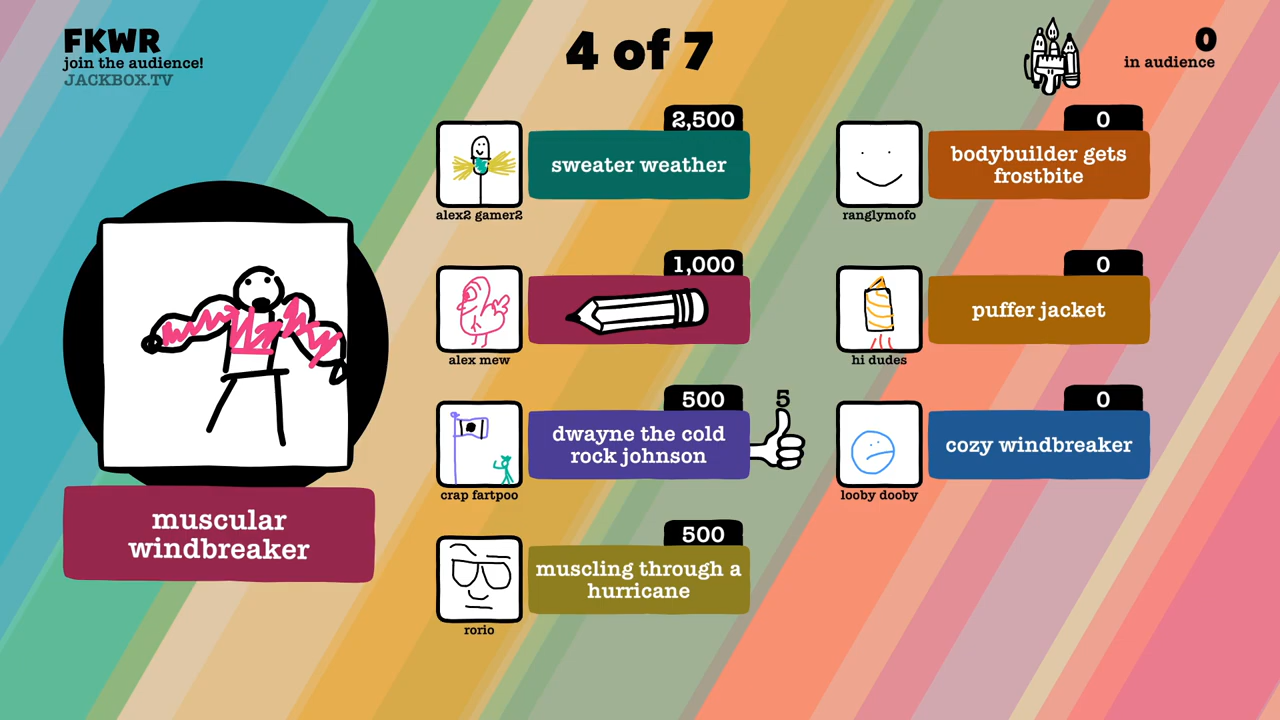 FKWR
join the audience!
JACKBOX.TV
4 of 7
0
in audience
muscular
windbreaker
2,500
sweater weather
alex2 gamer2
1,000
alex mew
500
5
dwayne the cold
rock johnson
crap fartpoo
500
muscling through a
hurricane
rorio
0
bodybuilder gets
frostbite
ranglymofo
0
puffer jacket
hi dudes
0
cozy windbreaker
looby dooby